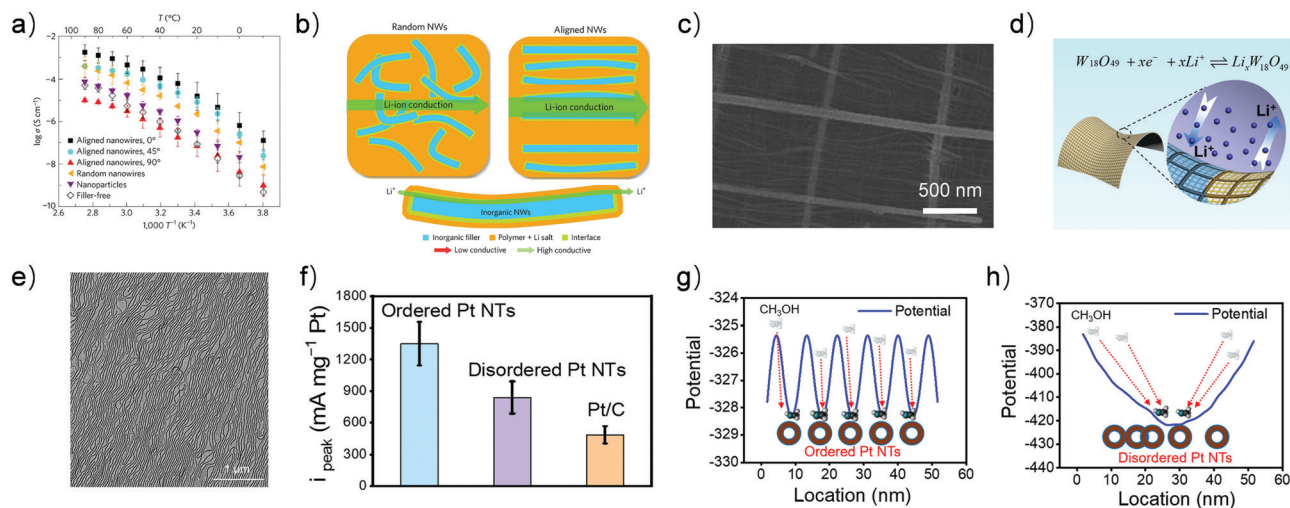 a)
T (°C)
100 80 60 40 20 0
log σ (S cm⁻¹)
−2
−4
−6
−8
−10
Aligned nanowires, 0°
Aligned nanowires, 45°
Aligned nanowires, 90°
Random nanowires
Nanoparticles
Filler-free
2.6 2.8 3.0 3.2 3.4 3.6 3.8
1,000 T⁻¹ (K⁻¹)
b)
Random NWs
Aligned NWs
Li-ion conduction
Li-ion conduction
Li⁺
Li⁺
Inorganic NWs
Inorganic filler
Polymer + Li salt
Interface
Low conductive
High conductive
c)
500 nm
d)
W₁₈O₄₉ + xe⁻ + xLi⁺ ⇌ LiₓW₁₈O₄₉
Li⁺
Li⁺
e)
1 μm
f)
i peak (mA mg⁻¹ Pt)
1800
1500
1200
900
600
300
0
Ordered Pt NTs
Disordered Pt NTs
Pt/C
g)
Potential
-324
-325
-326
-327
-328
-329
-330
CH₃OH
Potential
Ordered Pt NTs
0 10 20 30 40 50 60
Location (nm)
h)
Potential
-370
-380
-390
-400
-410
-420
-430
-440
CH₃OH
Potential
Disordered Pt NTs
0 10 20 30 40 50 60
Location (nm)